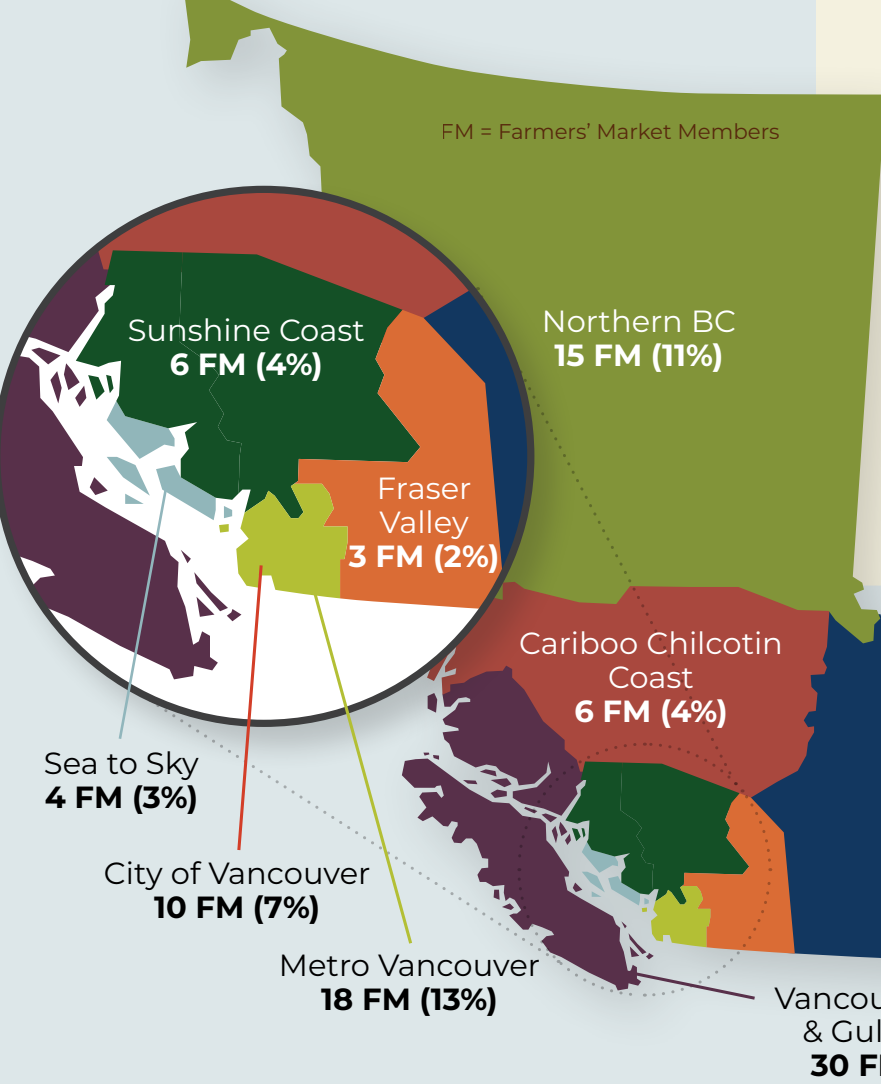 FM = Farmers’ Market Members
Northern BC
15 FM (11%)
Sunshine Coast
6 FM (4%)
Fraser
Valley
3 FM (2%)
Cariboo Chilcotin
Coast
6 FM (4%)
Sea to Sky
4 FM (3%)
City of Vancouver
10 FM (7%)
Metro Vancouver
18 FM (13%)
& 
30